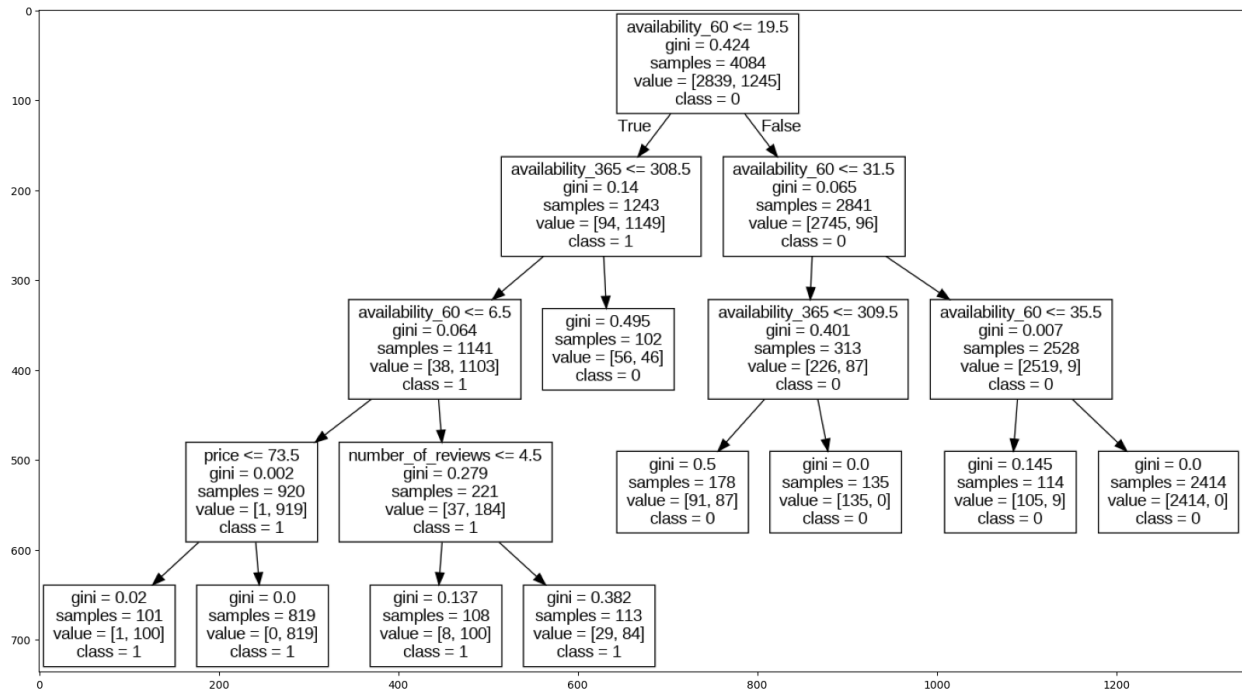 availability_60 <= 19.5
gini = 0.424
samples = 4084
value = [2839, 1245]
class = 0
True
False
availability_365 <= 308.5
gini = 0.14
samples = 1243
value = [94, 1149]
class = 1
availability_60 <= 31.5
gini = 0.065
samples = 2841
value = [2745, 96]
class = 0
availability_60 <= 6.5
gini = 0.064
samples = 1141
value = [38, 1103]
class = 1
gini = 0.495
samples = 102
value = [56, 46]
class = 0
availability_365 <= 309.5
gini = 0.401
samples = 313
value = [226, 87]
class = 0
availability_60 <= 35.5
gini = 0.007
samples = 2528
value = [2519, 9]
class = 0
price <= 73.5
gini = 0.002
samples = 920
value = [1, 919]
class = 1
number_of_reviews <= 4.5
gini = 0.279
samples = 221
value = [37, 184]
class = 1
gini = 0.5
samples = 178
value = [91, 87]
class = 0
gini = 0.0
samples = 135
value = [135, 0]
class = 0
gini = 0.145
samples = 114
value = [105, 9]
class = 0
gini = 0.0
samples = 2414
value = [2414, 0]
class = 0
gini = 0.02
samples = 101
value = [1, 100]
class = 1
gini = 0.0
samples = 819
value = [0, 819]
class = 1
gini = 0.137
samples = 108
value = [8, 100]
class = 1
gini = 0.382
samples = 113
value = [29, 84]
class = 1
0
100
200
300
400
500
600
700
0
200
400
600
800
1000
1200